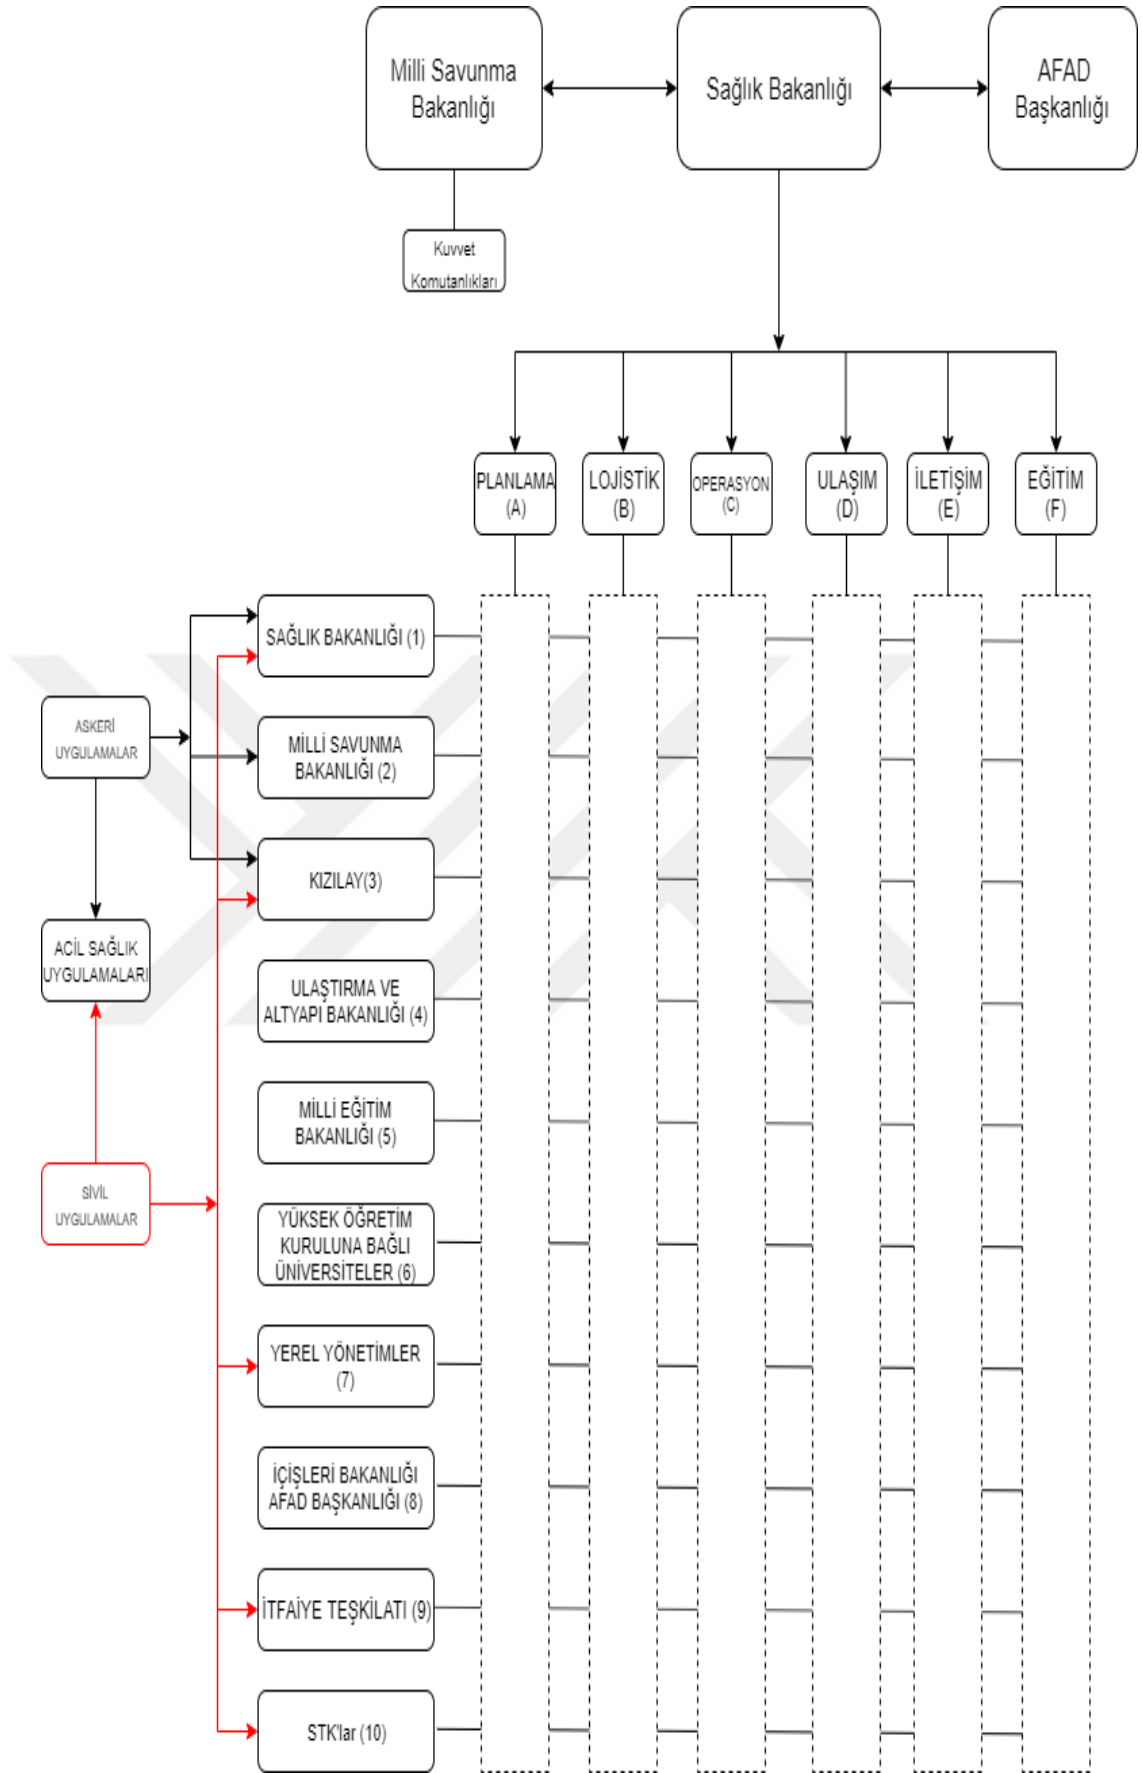 Milli Savunma
Bakanlığı
Sağlık Bakanlığı
AFAD
Başkanlığı
Kuvvet
Komutanlıkları
PLANLAMA
(A)
LOJİSTİK
(B)
OPERASYON
(C)
ULAŞIM
(D)
İLETİŞİM
(E)
EĞİTİM
(F)
SAĞLIK BAKANLIĞI (1)
ASKERİ
UYGULAMALAR
MİLLİ SAVUNMA
BAKANLIĞI (2)
KIZILAY(3)
ACİL SAĞLIK
UYGULAMALARI
ULAŞTIRMA VE
ALTYAPI BAKANLIĞI (4)
MİLLİ EĞİTİM
BAKANLIĞI (5)
SİVİL
UYGULAMALAR
YÜKSEK ÖĞRETİM
KURULUNA BAĞLI
ÜNİVERSİTELER (6)
YEREL YÖNETİMLER
(7)
İÇİŞLERİ BAKANLIĞI
AFAD BAŞKANLIĞI (8)
İTFAİYE TEŞKİLATI (9)
STK'lar (10)